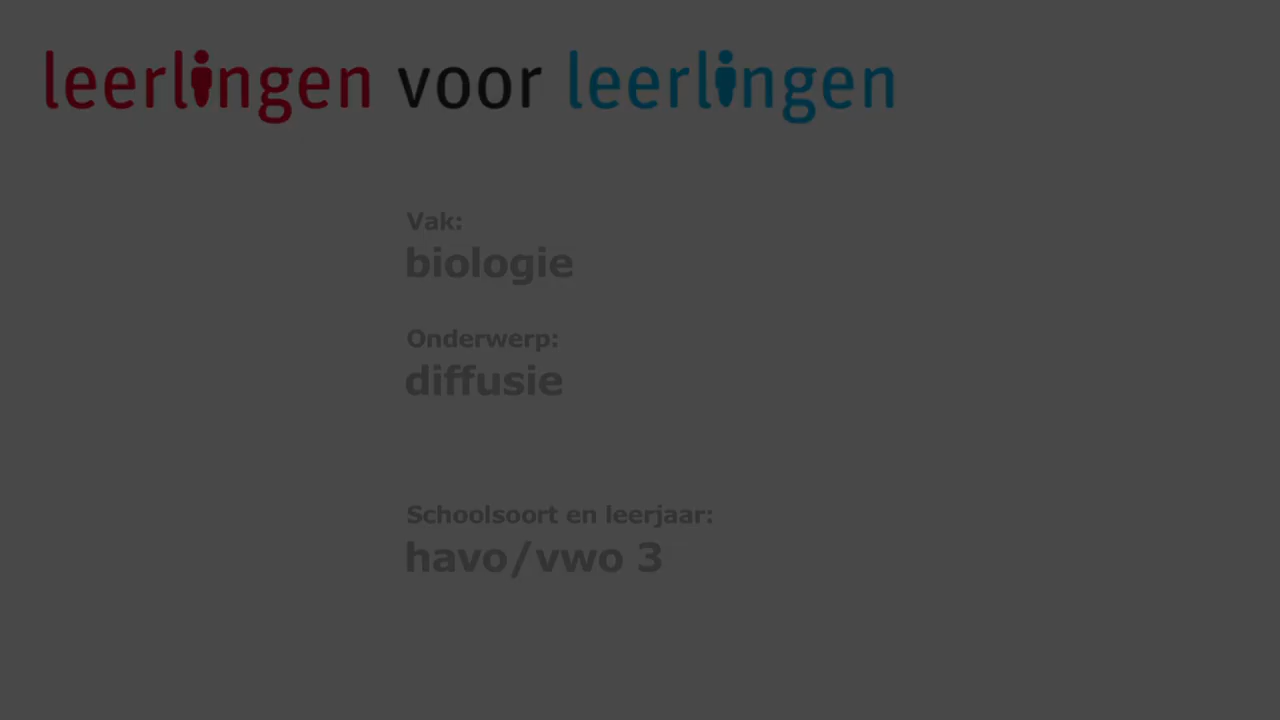 leerlingen voor leerlingen
Vak:
biologie
Onderwerp:
diffusie
Schoolsoort en leerjaar:
havo/vwo 3